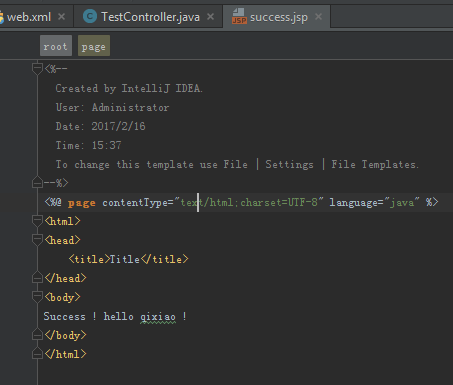 web.xml × TestController.java × success.jsp ×
root page
<%--
Created by IntelliJ IDEA.
User: Administrator
Date: 2017/2/16
Time: 15:37
To change this template use File | Settings | File Templates.
--%>
<%@ page contentType="text/html;charset=UTF-8" language="java" %>
<html>
<head>
<title>Title</title>
</head>
<body>
Success ! hello qixiao !
</body>
</html>